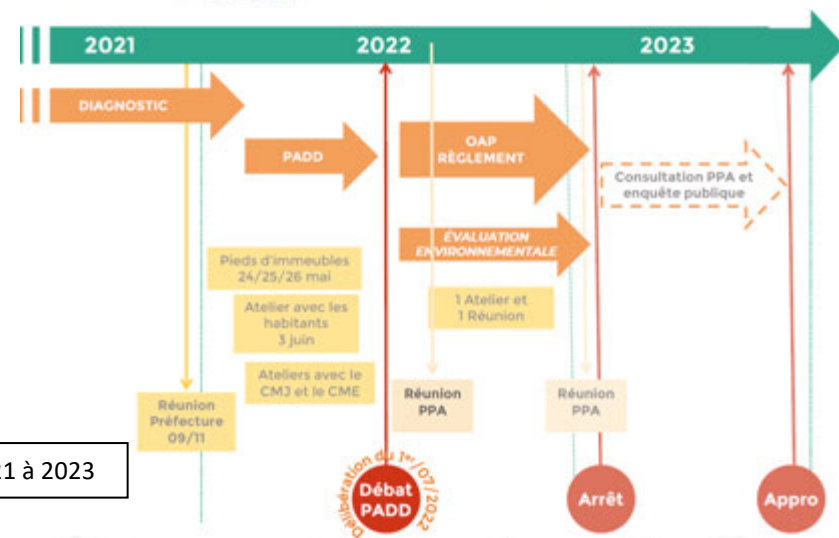 2021
2022
2023
DIAGNOSTIC
PADD
OAP
RÈGLEMENT
Consultation PPA et
enquête publique
ÉVALUATION
ENVIRONNEMENTALE
Pieds d'immeubles
24/25/26 mai
Atelier avec les
habitants
3 juin
1 Atelier et
1 Réunion
Ateliers avec le
CMJ et le CME
Réunion
Préfecture
09/11
Réunion
PPA
Réunion
PPA
21 à 2023
Délibération du 1er/07/2022
Débat
PADD
Arrêt
Appro